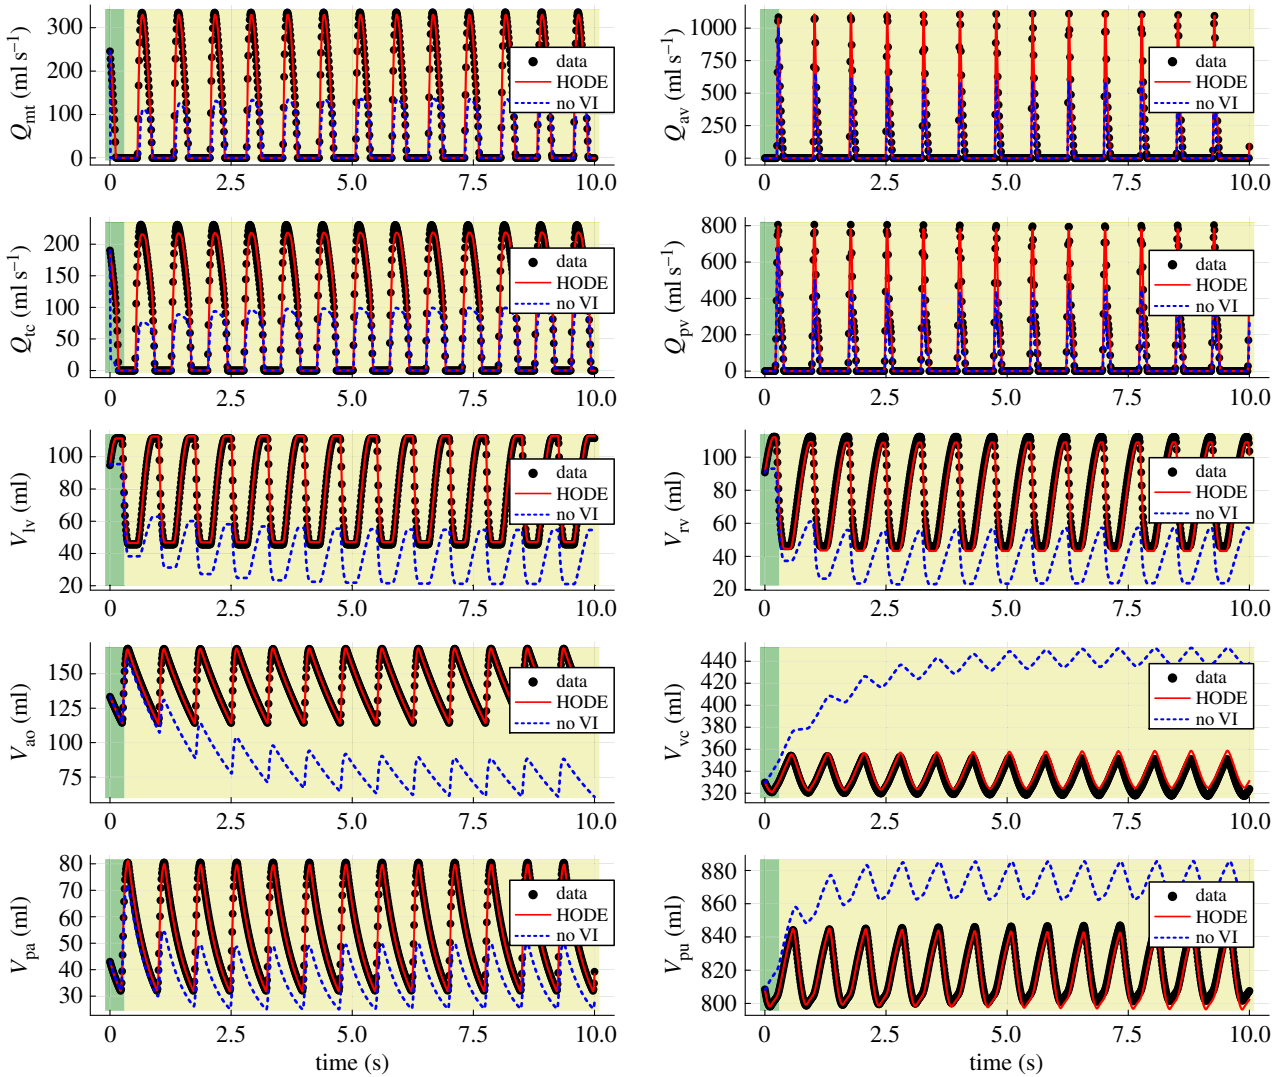 300
200
100
0
Q_mt (ml s⁻¹)
data
HODE
no VI
0 2.5 5.0 7.5 10.0
1000
750
500
250
0
Q_av (ml s⁻¹)
data
HODE
no VI
0 2.5 5.0 7.5 10.0
200
150
100
50
0
Q_tc (ml s⁻¹)
data
HODE
no VI
0 2.5 5.0 7.5 10.0
800
600
400
200
0
Q_pv (ml s⁻¹)
data
HODE
no VI
0 2.5 5.0 7.5 10.0
100
80
60
40
20
V_lv (ml)
data
HODE
no VI
0 2.5 5.0 7.5 10.0
100
80
60
40
20
V_rv (ml)
data
HODE
no VI
0 2.5 5.0 7.5 10.0
150
125
100
75
V_ao (ml)
data
HODE
no VI
0 2.5 5.0 7.5 10.0
440
420
400
380
360
340
320
V_vc (ml)
data
HODE
no VI
0 2.5 5.0 7.5 10.0
80
70
60
50
40
30
V_pa (ml)
data
HODE
no VI
0 2.5 5.0 7.5 10.0
time (s)
880
860
840
820
800
V_pu (ml)
data
HODE
no VI
0 2.5 5.0 7.5 10.0
time (s)